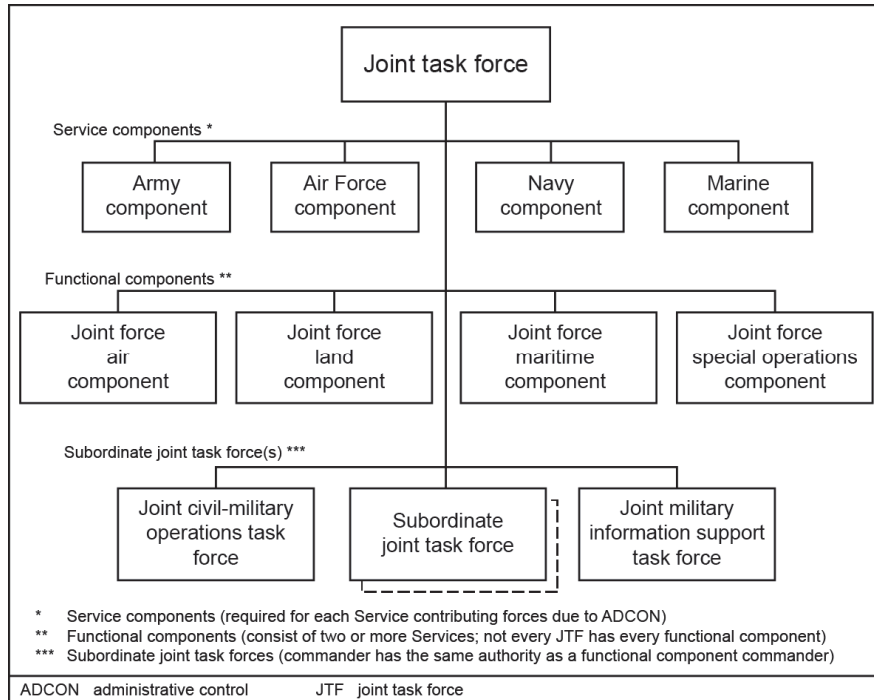 Joint task force
Service components *
Army
component
Air Force
component
Navy
component
Marine
component
Functional components **
Joint force
air
component
Joint force
land
component
Joint force
maritime
component
Joint force
special operations
component
Subordinate joint task force(s) ***
Joint civil-military
operations task
force
Subordinate
joint task force
Joint military
information support
task force
* Service components (required for each Service contributing forces due to ADCON)
** Functional components (consist of two or more Services; not every JTF has every functional component)
*** Subordinate joint task forces (commander has the same authority as a functional component commander)
ADCON administrative control JTF joint task force